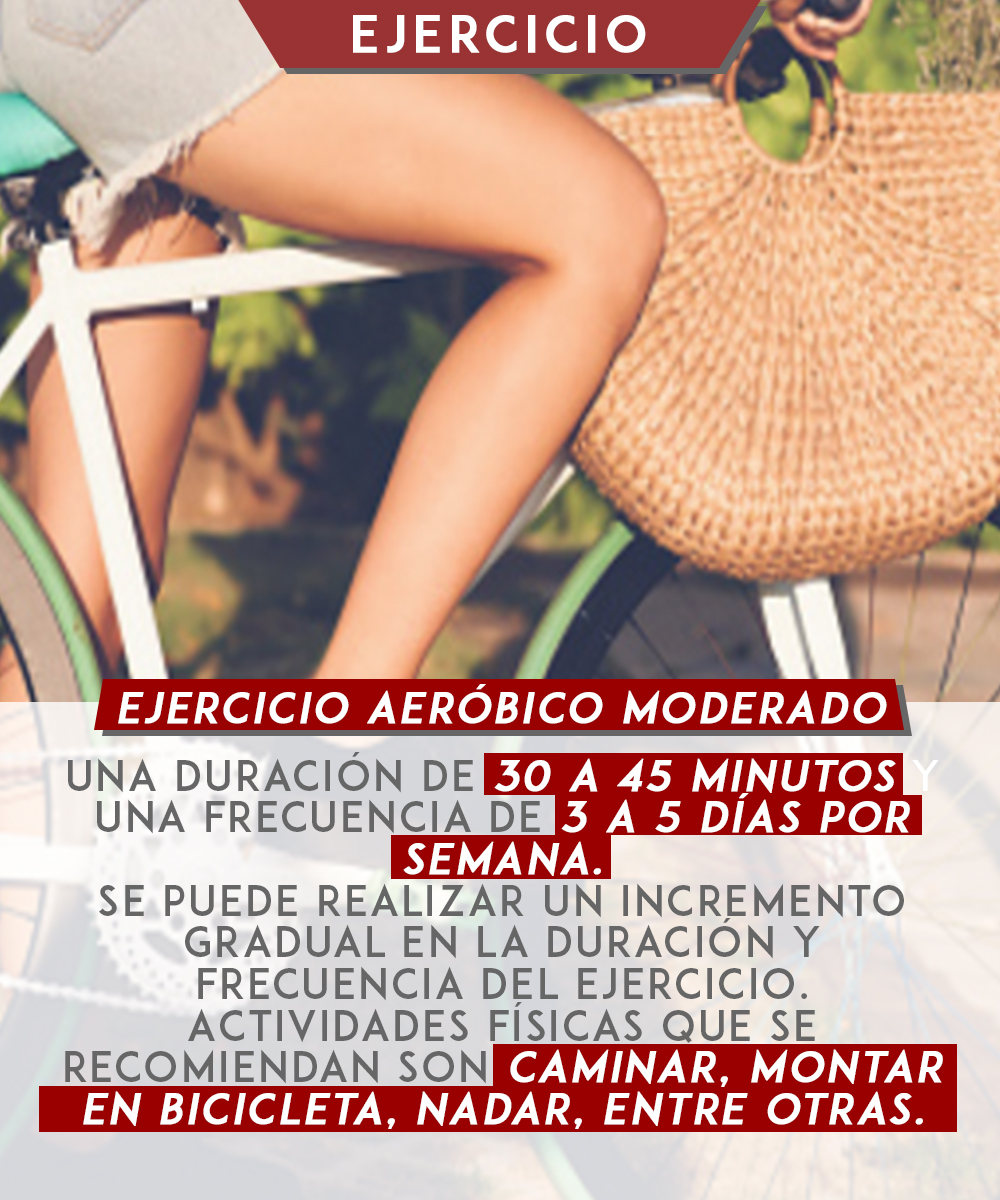 EJERCICIO
EJERCICIO AERÓBICO MODERADO
UNA DURACIÓN DE 30 A 45 MINUTOS Y
UNA FRECUENCIA DE 3 A 5 DÍAS POR
SEMANA.
SE PUEDE REALIZAR UN INCREMENTO
GRADUAL EN LA DURACIÓN Y
FRECUENCIA DEL EJERCICIO.
ACTIVIDADES FÍSICAS QUE SE
RECOMIENDAN SON CAMINAR, MONTAR
EN BICICLETA, NADAR, ENTRE OTRAS.